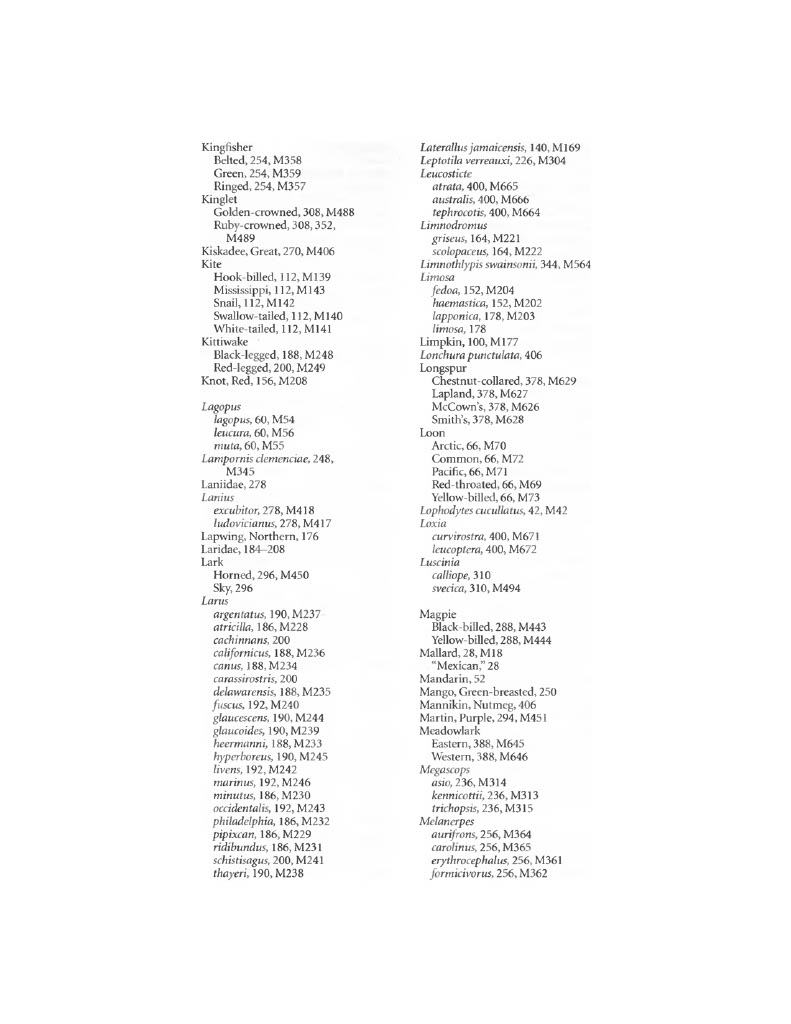 Kingfisher
Belted, 254, M358
Green, 254, M359
Ringed, 254, M357
Kinglet
Golden-crowned, 308, M488
Ruby-crowned, 308, 352,
M489
Kiskadee, Great, 270, M406
Kite
Hook-billed, 112, M139
Mississippi, 112, M143
Snail, 112, M142
Swallow-tailed, 112, M140
White-tailed, 112, M141
Kittiwake
Black-legged, 188, M248
Red-legged, 200, M249
Knot, Red, 156, M208
Lagopus
lagopus, 60, M54
leucura, 60, M56
muta, 60, M55
Lampornis clemenciae, 248,
M345
Laniidae, 278
Lanius
excubitor, 278, M418
ludovicianus, 278, M417
Lapwing, Northern, 176
Laridae, 184–208
Lark
Horned, 296, M450
Sky, 296
Larus
argentatus, 190, M237
atricilla, 186, M228
cachinnans, 200
californicus, 188, M236
canus, 188, M234
carassirostris, 200
delawarensis, 188, M235
fuscus, 192, M240
glaucescens, 190, M244
glaucoides, 190, M239
heermanni, 188, M233
hyperboreus, 190, M245
livens, 192, M242
marinus, 192, M246
minutus, 186, M230
occidentalis, 192, M243
philadelphia, 186, M232
pipixcan, 186, M229
ridibundus, 186, M231
schistisagus, 200, M241
thayeri, 190, M238
Laterallus jamaicensis, 140, M169
Leptotila verreauxi, 226, M304
Leucosticte
atrata, 400, M665
australis, 400, M666
tephrocotis, 400, M664
Limnodromus
griseus, 164, M221
scolopaceus, 164, M222
Limnothlypis swainsonii, 344, M564
Limosa
fedoa, 152, M204
haemastica, 152, M202
lapponica, 178, M203
limosa, 178
Limpkin, 100, M177
Lonchura punctulata, 406
Longspur
Chestnut-collared, 378, M629
Lapland, 378, M627
McCown's, 378, M626
Smith's, 378, M628
Loon
Arctic, 66, M70
Common, 66, M72
Pacific, 66, M71
Red-throated, 66, M69
Yellow-billed, 66, M73
Lophodytes cucullatus, 42, M42
Loxia
curvirostra, 400, M671
leucoptera, 400, M672
Luscinia
calliope, 310
svecica, 310, M494
Magpie
Black-billed, 288, M443
Yellow-billed, 288, M444
Mallard, 28, M18
“Mexican,” 28
Mandarin, 52
Mango, Green-breasted, 250
Mannikin, Nutmeg, 406
Martin, Purple, 294, M451
Meadowlark
Eastern, 388, M645
Western, 388, M646
Megascops
asio, 236, M314
kennicottii, 236, M313
trichopsis, 236, M315
Melanerpes
aurifrons, 256, M364
carolinus, 256, M365
erythrocephalus, 256, M361
formicivorus, 256, M362